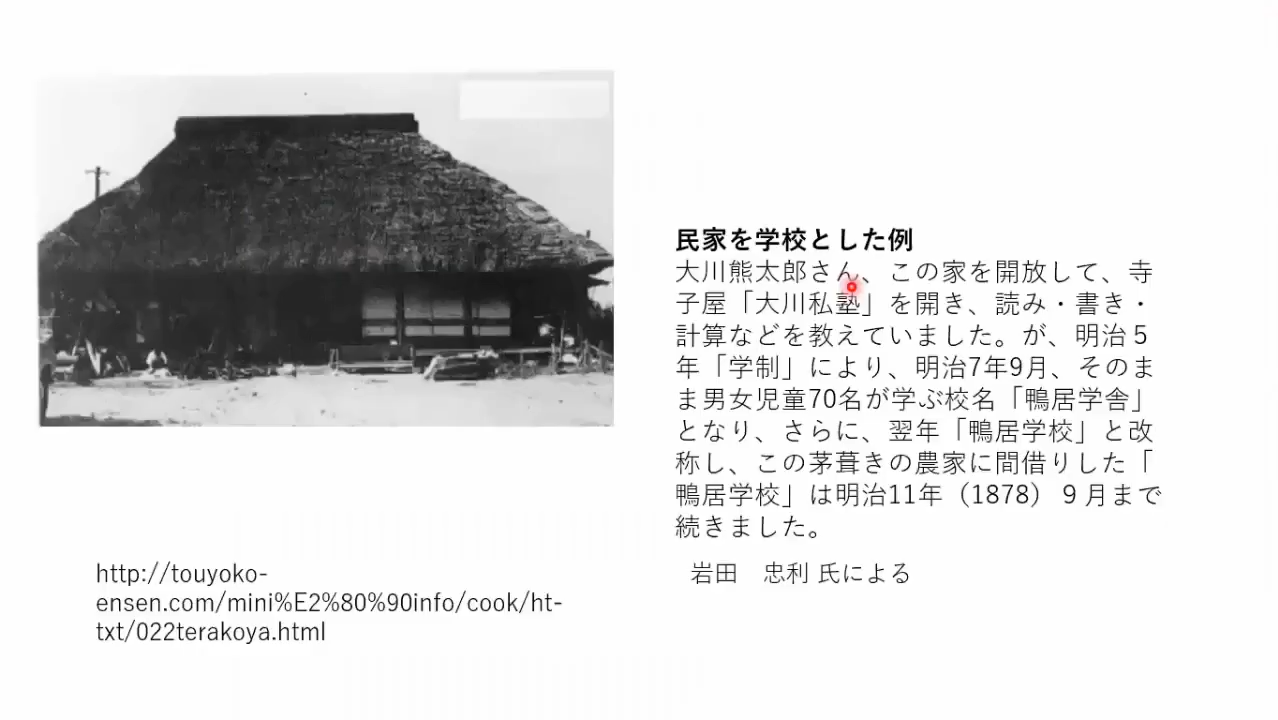 民家を学校とした例
大川熊太郎さん、この家を開放して、寺
子屋「大川私塾」を開き、読み・書き・
計算などを教えていました。が、明治５
年「学制」により、明治7年9月、そのま
ま男女児童70名が学ぶ校名「鴨居学舎」
となり、さらに、翌年「鴨居学校」と改
称し、この茅葺きの農家に間借りした「
鴨居学校」は明治11年（1878）９月まで
続きました。
岩田　忠利 氏による
http://touyoko-
ensen.com/mini%E2%80%90info/cook/ht-
txt/022terakoya.html